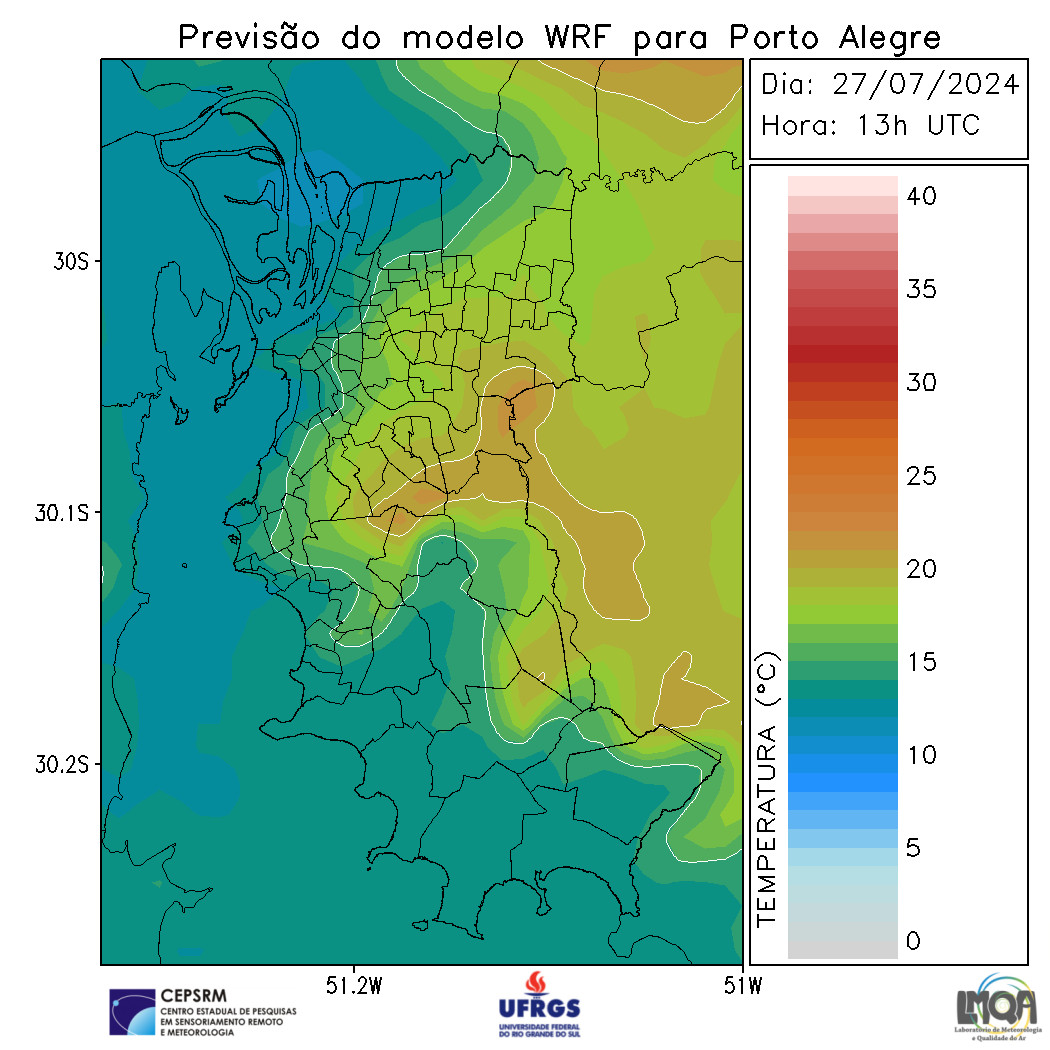 Previsão do modelo WRF para Porto Alegre
Dia: 27/07/2024
Hora: 13h UTC
30S
30.1S
30.2S
51.2W
51W
TEMPERATURA (°C)
40
35
30
25
20
15
10
5
0
CEPSRM
CENTRO ESTADUAL DE PESQUISAS
EM SENSORIAMENTO REMOTO
E METEOROLOGIA
UFRGS
UNIVERSIDADE FEDERAL
DO RIO GRANDE DO SUL
LMQA
Laboratório de Meteorologia
e Qualidade do Ar